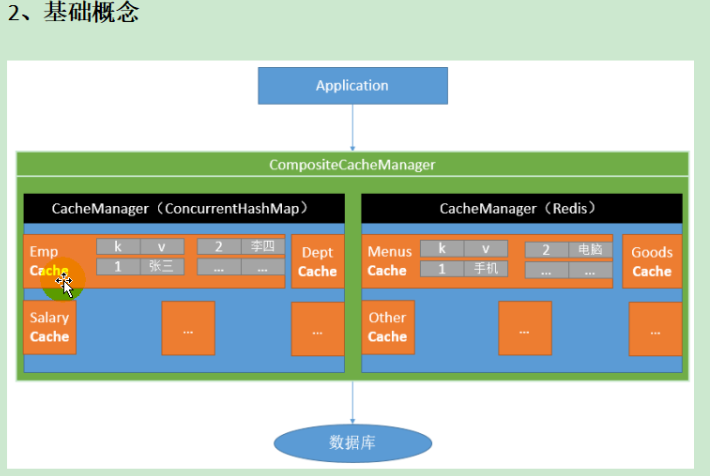 2、基础概念
Application
CompositeCacheManager
CacheManager（ConcurrentHashMap）
Emp
Cache
k v
1 张三
2 李四
... ...
Dept
Cache
Salary
Cache
...
...
CacheManager（Redis）
Menus
Cache
k v
1 手机
2 电脑
... ...
Goods
Cache
Other
Cache
...
...
数据库